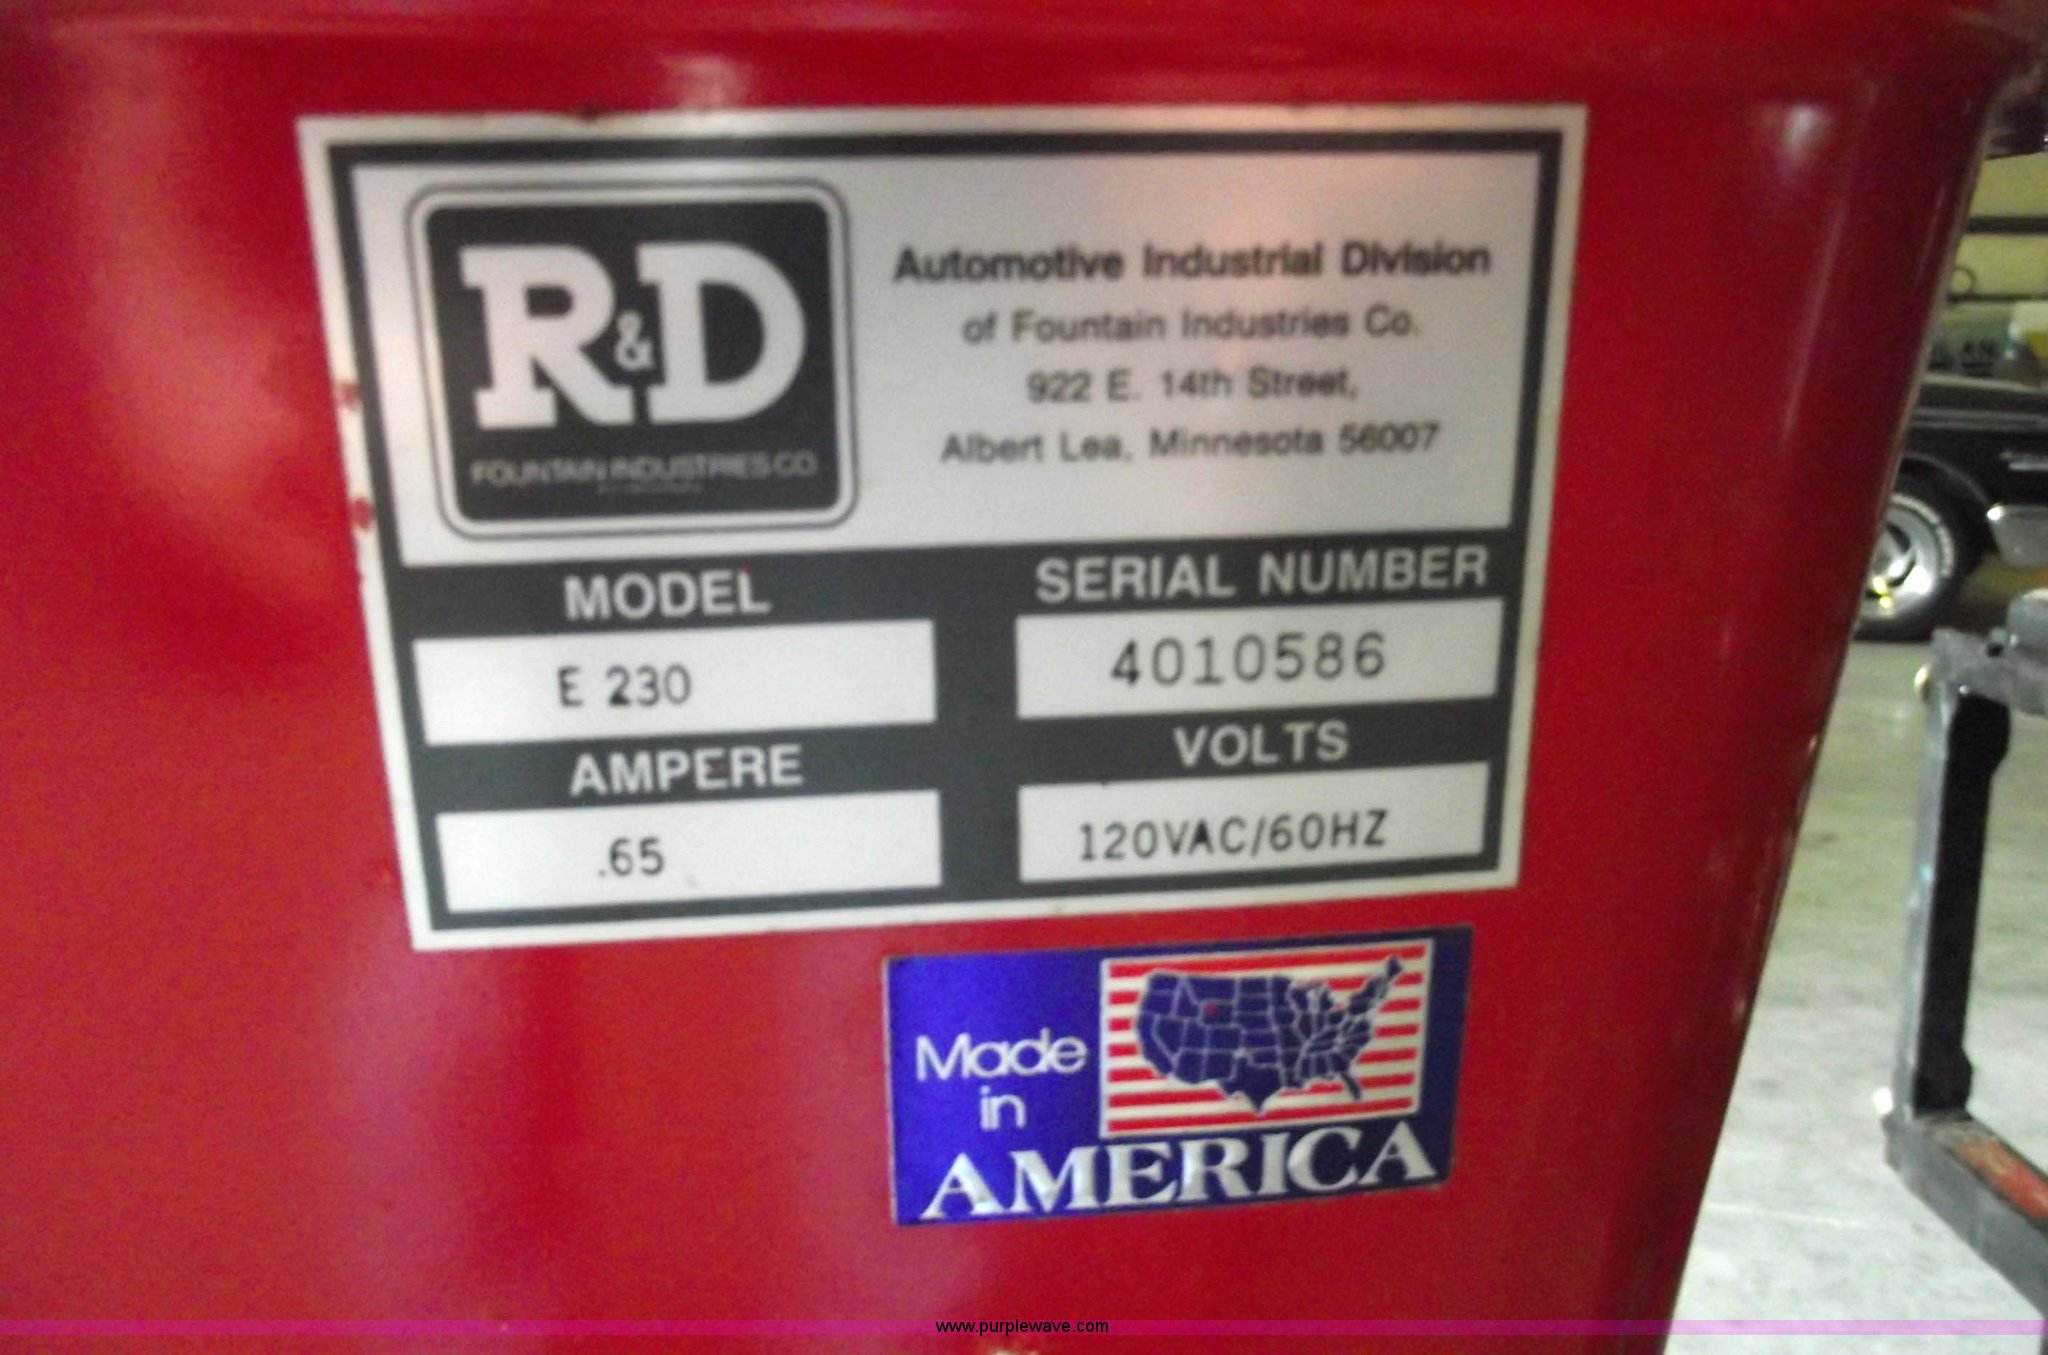 R&D
FOUNTAIN INDUSTRIES CO.
Automotive Industrial Division
of Fountain Industries Co.
922 E. 14th Street,
Albert Lea, Minnesota 56007
MODEL
E 230
SERIAL NUMBER
4010586
AMPERE
.65
VOLTS
120VAC/60HZ
Made
in
AMERICA
www.purplewave.com